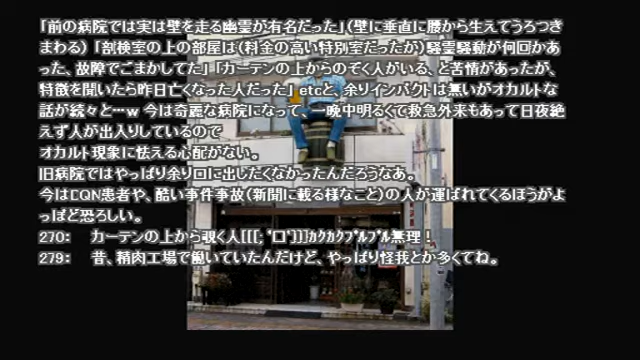 「前の病院では実は壁を走る幽霊が有名だった」（壁に垂直に腰から生えてうろつき
まわる）「剖検室の上の部屋は（料金の高い特別室だったが）騒霊騒動が何回かあ
った、故障でごまかしてた」「カーテンの上からのぞく人がいる、と苦情があったが、
特徴を聞いたら昨日亡くなった人だった」 etcと、余りインパクトは無いがオカルトな
話が続々と…ｗ 今は奇麗な病院になって、一晩中明るくて救急外来もあって日夜絶
えず人が出入りしているので
オカルト現象に怯える心配がない。
旧病院ではやっぱり余り口に出したくなかったんだろうなあ。
今はDQN患者や、酷い事件事故（新聞に載る様なこと）の人が運ばれてくるほうがよ
っぽど恐ろしい。
270：　カーテンの上から覗く人[[[;ﾟロﾟ]]]ｶｸｶｸﾌﾟﾙﾌﾟﾙ無理！
279：　昔、精肉工場で働いていたんだけど、やっぱり怪我とか多くてね。